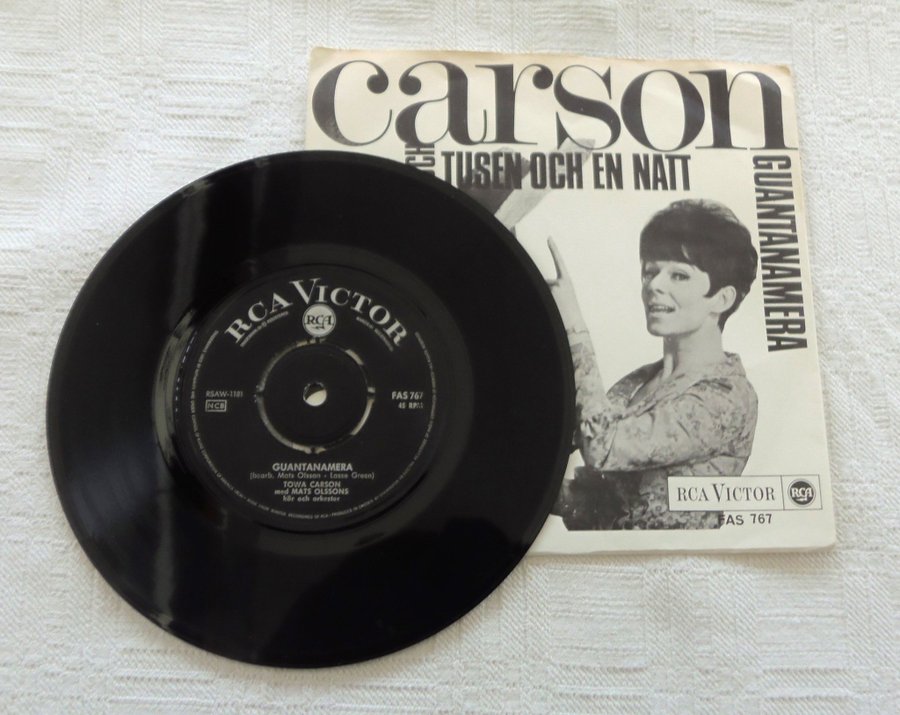 carson
TUSEN OCH EN NATT
GUANTANAMERA
RCA VICTOR
RCA
FAS 767
RCA VICTOR
RCA
RSAW-1181
NCB
FAS 767
45 RPM
GUANTANAMERA
(bearb. Mats Olsson - Lasse Green)
TOWA CARSON
med MATS OLSSONS
kör och orkester